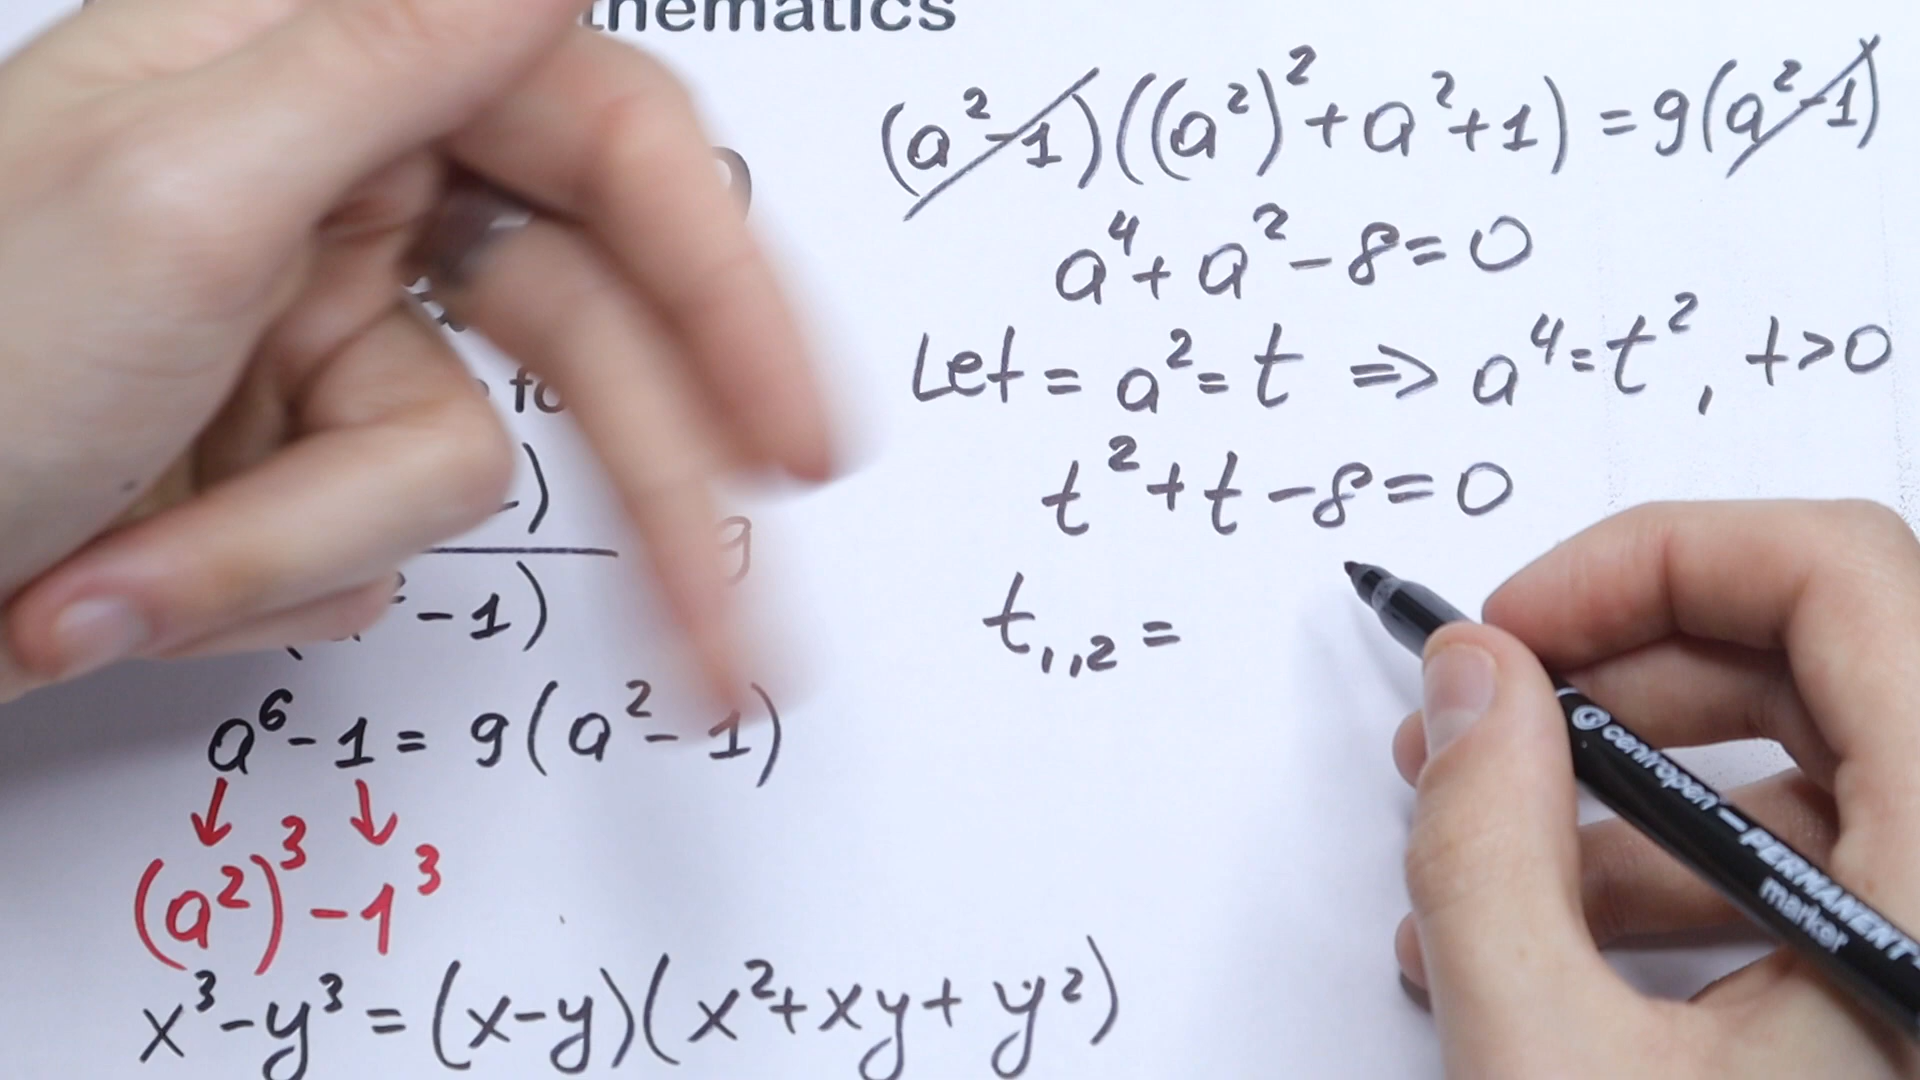 thematics
(a²-1)((a²)²+a²+1)=9(a²-1)
a⁴+a²-8=0
Let = a²=t ⇒ a⁴=t², t>0
t²+t-8=0
t₁,,₂ =
fo
)
9
-1)
a⁶-1=9(a²-1)
↓ ↓
(a²)³-1³
x³-y³=(x-y)(x²+xy+y²)
centropen — PERMANENT
marker